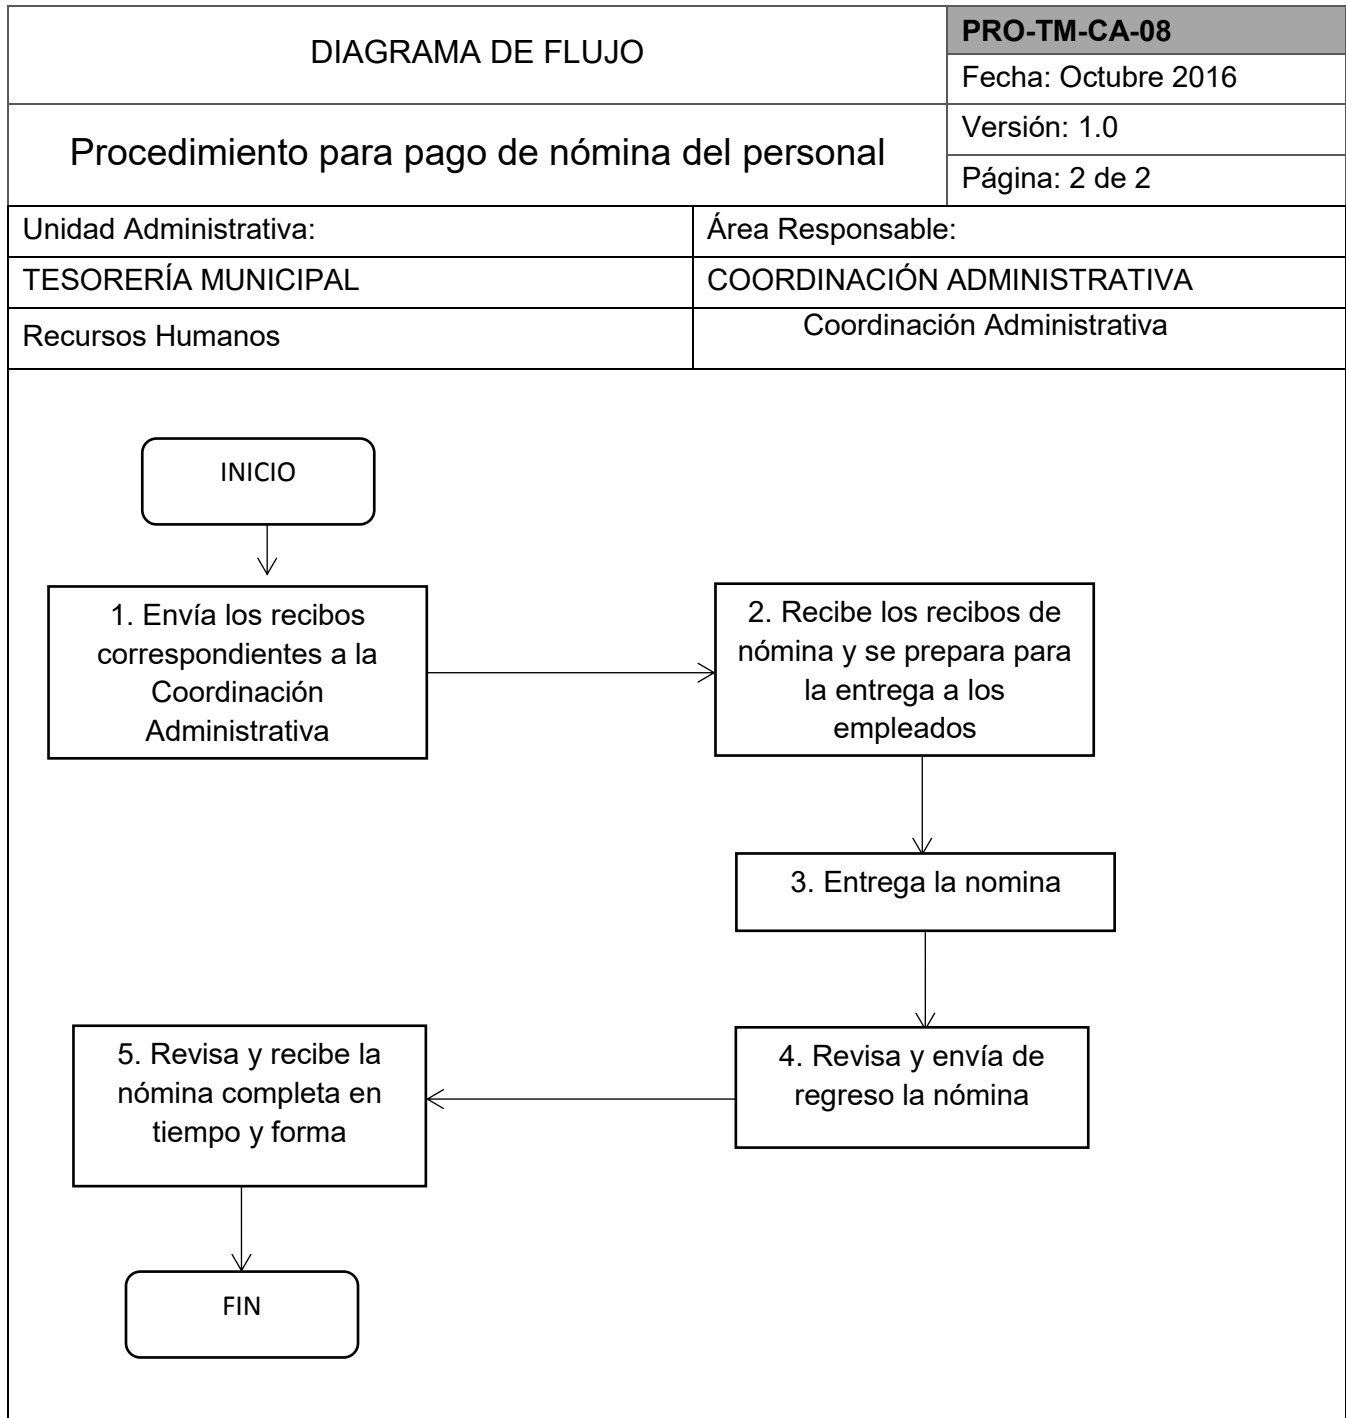 DIAGRAMA DE FLUJO
PRO-TM-CA-08
Fecha: Octubre 2016
Procedimiento para pago de nómina del personal
Versión: 1.0
Página: 2 de 2
Unidad Administrativa:
Área Responsable:
TESORERÍA MUNICIPAL
COORDINACIÓN ADMINISTRATIVA
Recursos Humanos
Coordinación Administrativa
INICIO
1. Envía los recibos
correspondientes a la
Coordinación
Administrativa
2. Recibe los recibos de
nómina y se prepara para
la entrega a los
empleados
3. Entrega la nomina
4. Revisa y envía de
regreso la nómina
5. Revisa y recibe la
nómina completa en
tiempo y forma
FIN